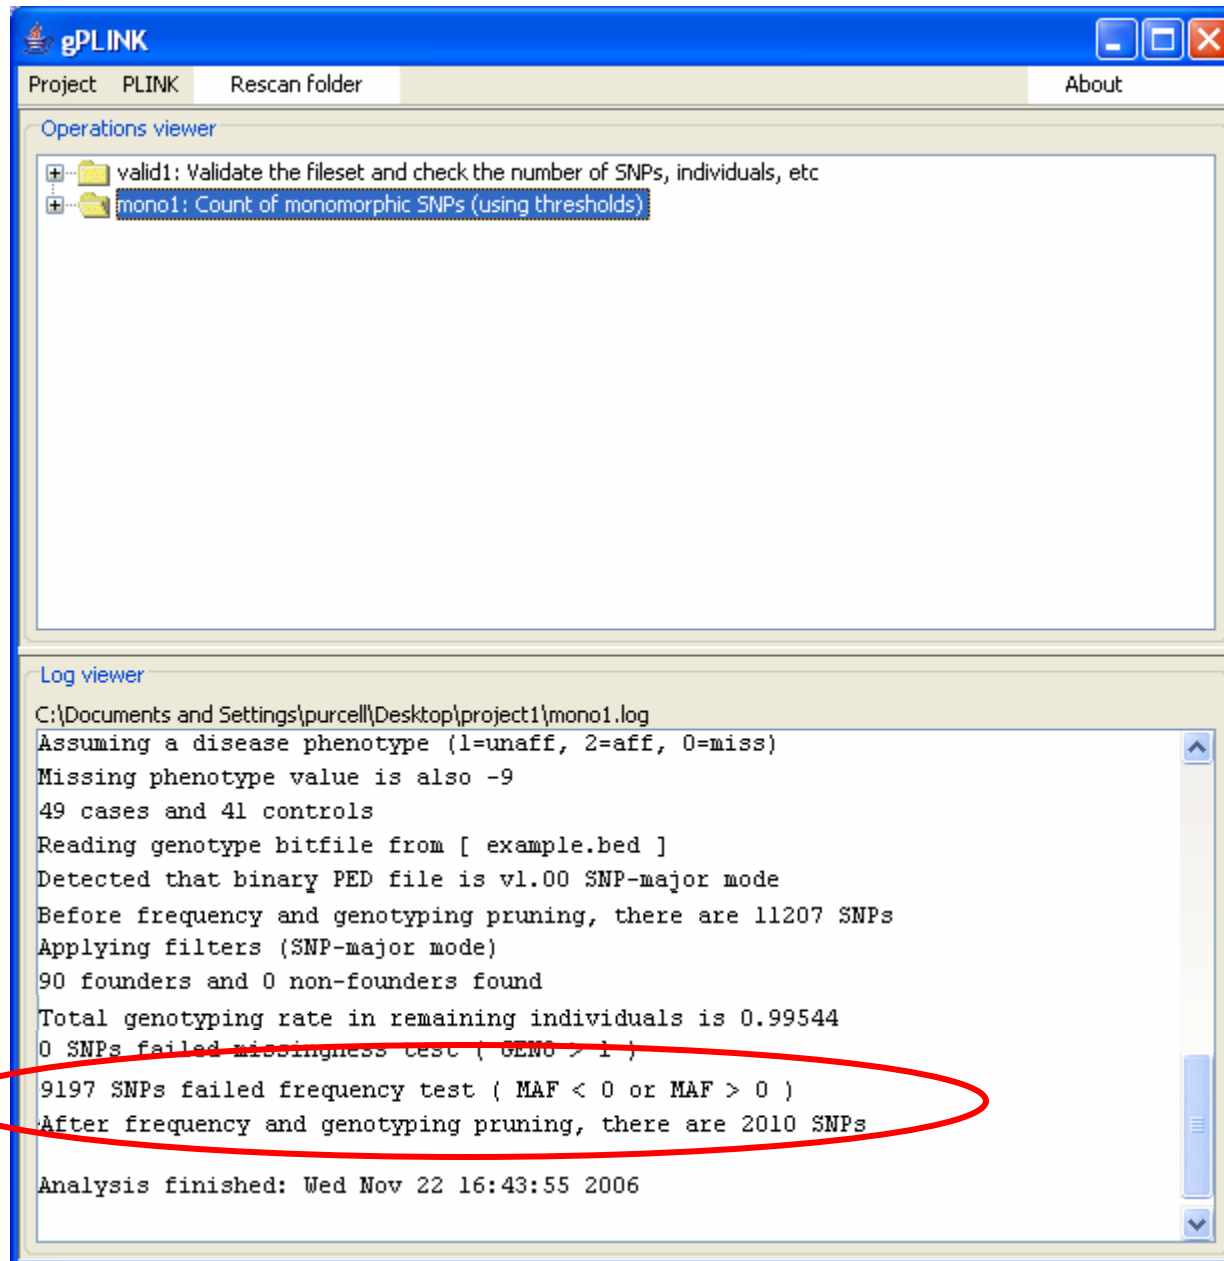 gPLINK
Project PLINK Rescan folder About
Operations viewer
valid1: Validate the fileset and check the number of SNPs, individuals, etc
mono1: Count of monomorphic SNPs (using thresholds)
Log viewer
C:\Documents and Settings\purcell\Desktop\project1\mono1.log
Assuming a disease phenotype (1=unaff, 2=aff, 0=miss)
Missing phenotype value is also -9
49 cases and 41 controls
Reading genotype bitfile from [ example.bed ]
Detected that binary PED file is v1.00 SNP-major mode
Before frequency and genotyping pruning, there are 11207 SNPs
Applying filters (SNP-major mode)
90 founders and 0 non-founders found
Total genotyping rate in remaining individuals is 0.99544
0 SNPs failed missingness test ( GENO > 1 )
9197 SNPs failed frequency test ( MAF < 0 or MAF > 0 )
After frequency and genotyping pruning, there are 2010 SNPs
Analysis finished: Wed Nov 22 16:43:55 2006